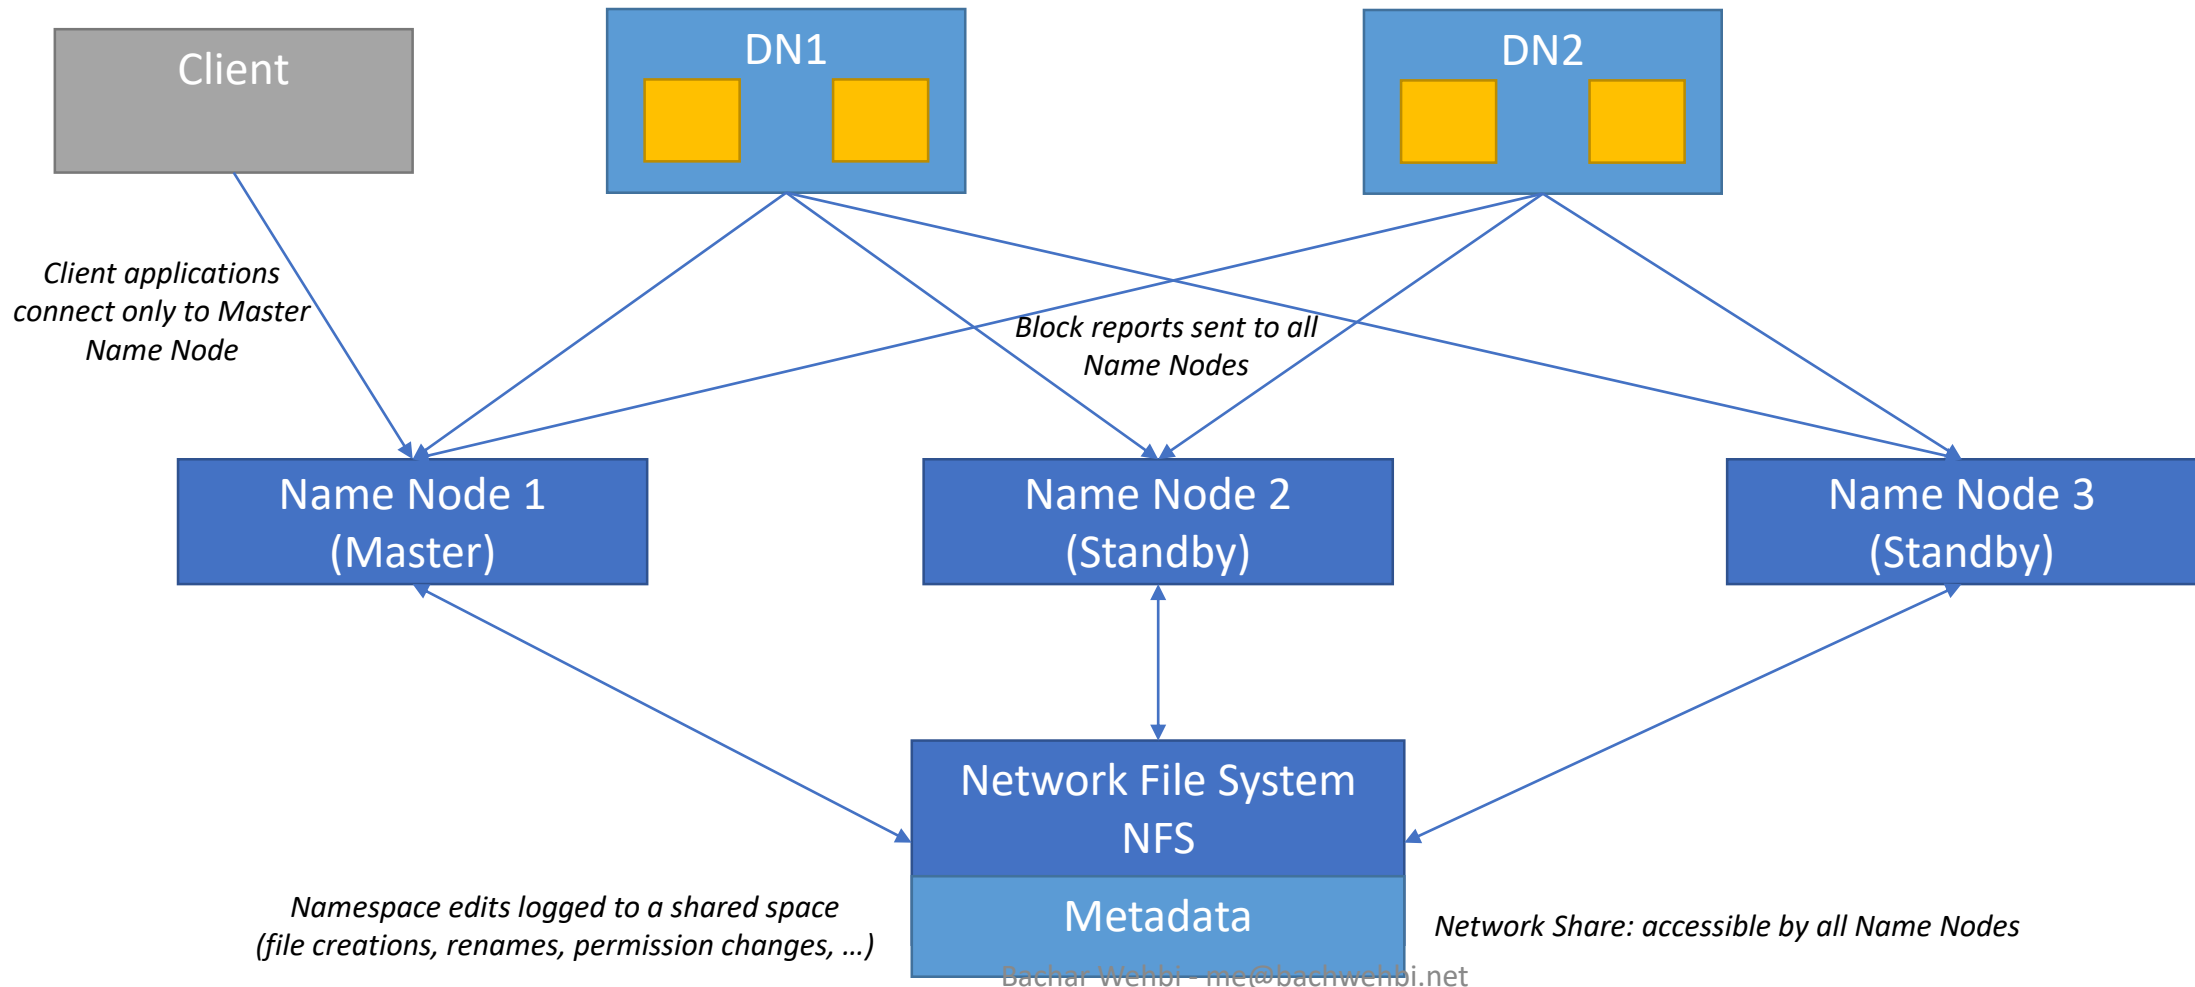 Client
DN1
DN2
Client applications
connect only to Master
Name Node
Block reports sent to all
Name Nodes
Name Node 1
(Master)
Name Node 2
(Standby)
Name Node 3
(Standby)
Network File System
NFS
Metadata
Namespace edits logged to a shared space
(file creations, renames, permission changes, …)
Network Share: accessible by all Name Nodes
Bachar Wehbi - me@bachwehbi.net